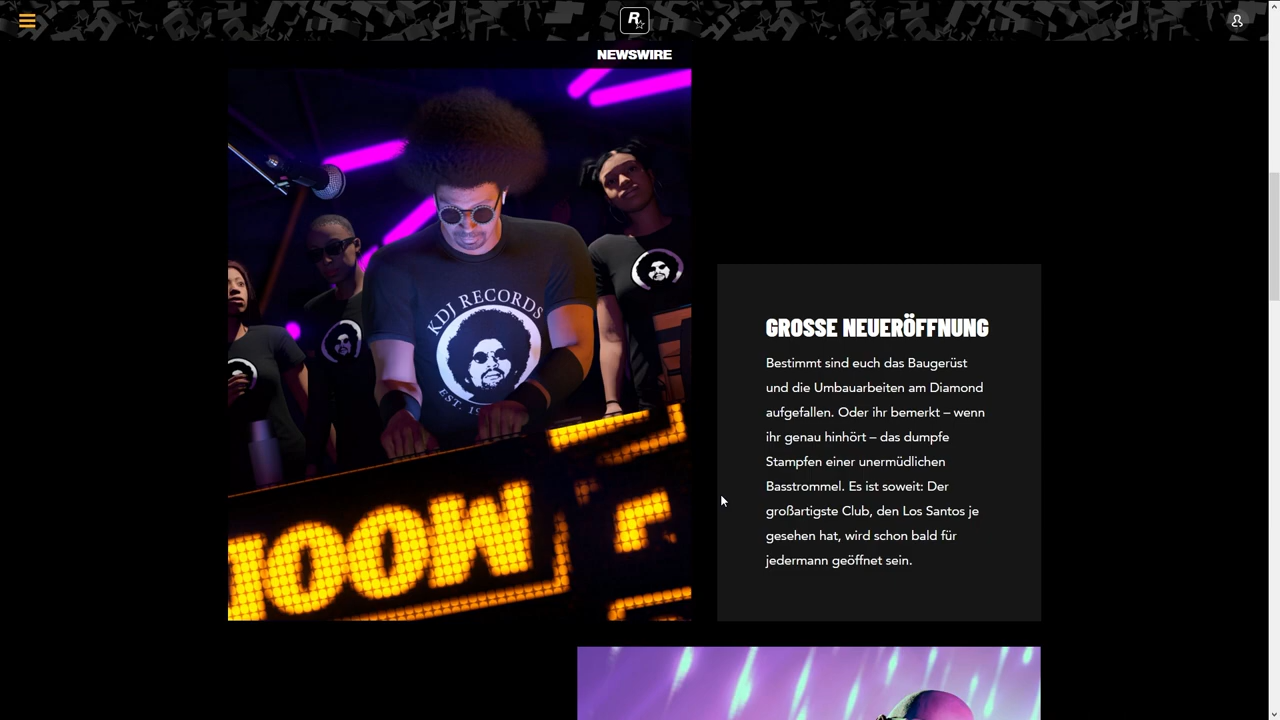 R
NEWSWIRE
KDJ RECORDS
EST. 19
GROSSE NEUERÖFFNUNG
Bestimmt sind euch das Baugerüst
und die Umbauarbeiten am Diamond
aufgefallen. Oder ihr bemerkt – wenn
ihr genau hinhört – das dumpfe
Stampfen einer unermüdlichen
Basstrommel. Es ist soweit: Der
großartigste Club, den Los Santos je
gesehen hat, wird schon bald für
jedermann geöffnet sein.